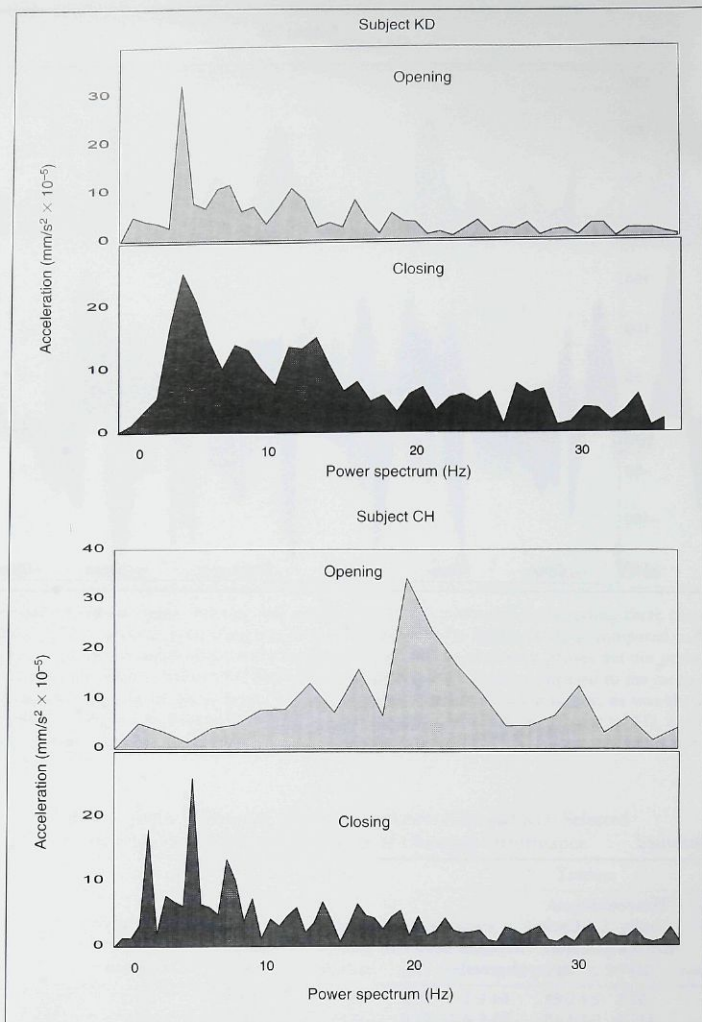 Subject KD
Opening
30
20
10
0
Closing
20
10
0
Acceleration (mm/s² × 10⁻⁵)
0 10 20 30
Power spectrum (Hz)
Subject CH
40
Opening
30
20
10
0
Closing
20
10
0
Acceleration (mm/s² × 10⁻⁵)
0 10 20 30
Power spectrum (Hz)